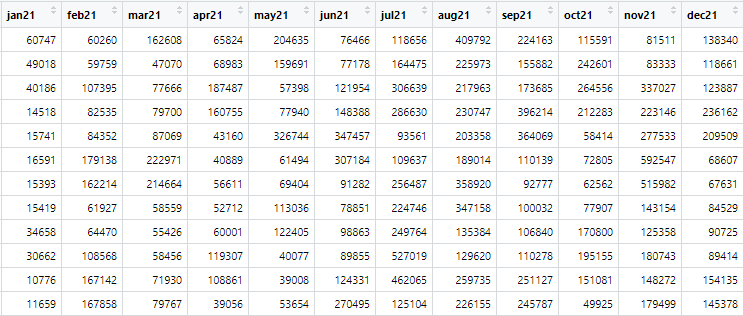 jan21 feb21 mar21 apr21 may21 jun21 jul21 aug21 sep21 oct21 nov21 dec21
60747 60260 162608 65824 204635 76466 118656 409792 224163 115591 81511 138340
49018 59759 47070 68983 159691 77178 164475 225973 155882 242601 83333 118661
40186 107395 77666 187487 57398 121954 306639 217963 173685 264556 337027 123887
14518 82535 79700 160755 77940 148388 286630 230747 396214 212283 223146 236162
15741 84352 87069 43160 326744 347457 93561 203358 364069 58414 277533 209509
16591 179138 222971 40889 61494 307184 109637 189014 110139 72805 592547 68607
15393 162214 214664 56611 69404 91282 256487 358920 92777 62562 515982 67631
15419 61927 58559 52712 113036 78851 224746 347158 100032 77907 143154 84529
34658 64470 55426 60001 122405 98863 249764 135384 106840 170800 125358 90725
30662 108568 58456 119307 40077 89855 527019 129620 110278 195155 180743 89414
10776 167142 71930 108861 39008 124331 462065 259735 251127 151081 148272 154135
11659 167858 79767 39056 53654 270495 125104 226155 245787 49925 179499 145378